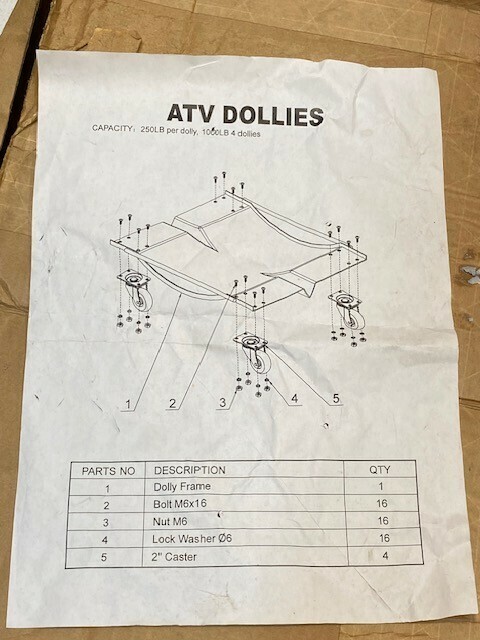 ATV DOLLIES
CAPACITY: 250LB per dolly, 1000LB 4 dollies
1 2 3 4 5
PARTS NO DESCRIPTION QTY
1 Dolly Frame 1
2 Bolt M6x16 16
3 Nut M6 16
4 Lock Washer Ø6 16
5 2" Caster 4